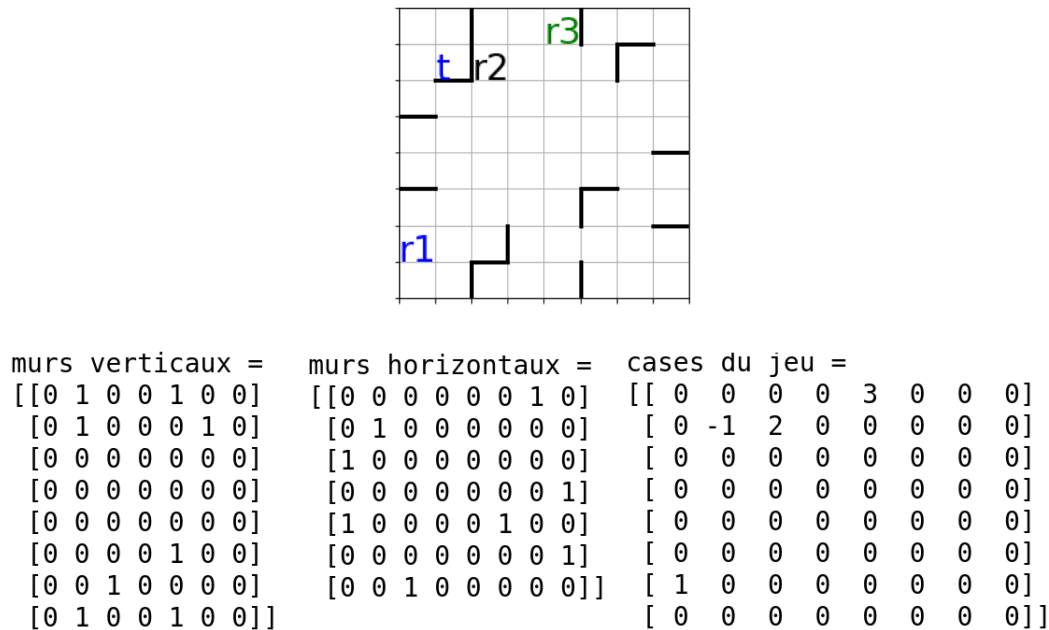 r3
t r2
r1
murs verticaux =
[[0 1 0 0 1 0 0]
[0 1 0 0 0 1 0]
[0 0 0 0 0 0 0]
[0 0 0 0 0 0 0]
[0 0 0 0 0 0 0]
[0 0 0 0 1 0 0]
[0 0 1 0 0 0 0]
[0 1 0 0 1 0 0]]
murs horizontaux =
[[0 0 0 0 0 0 1 0]
[0 1 0 0 0 0 0 0]
[1 0 0 0 0 0 0 0]
[0 0 0 0 0 0 0 1]
[1 0 0 0 0 1 0 0]
[0 0 0 0 0 0 0 1]
[0 0 1 0 0 0 0 0]]
cases du jeu =
[[ 0 0 0 0 3 0 0 0]
[ 0 -1 2 0 0 0 0 0]
[ 0 0 0 0 0 0 0 0]
[ 0 0 0 0 0 0 0 0]
[ 0 0 0 0 0 0 0 0]
[ 0 0 0 0 0 0 0 0]
[ 1 0 0 0 0 0 0 0]
[ 0 0 0 0 0 0 0 0]]